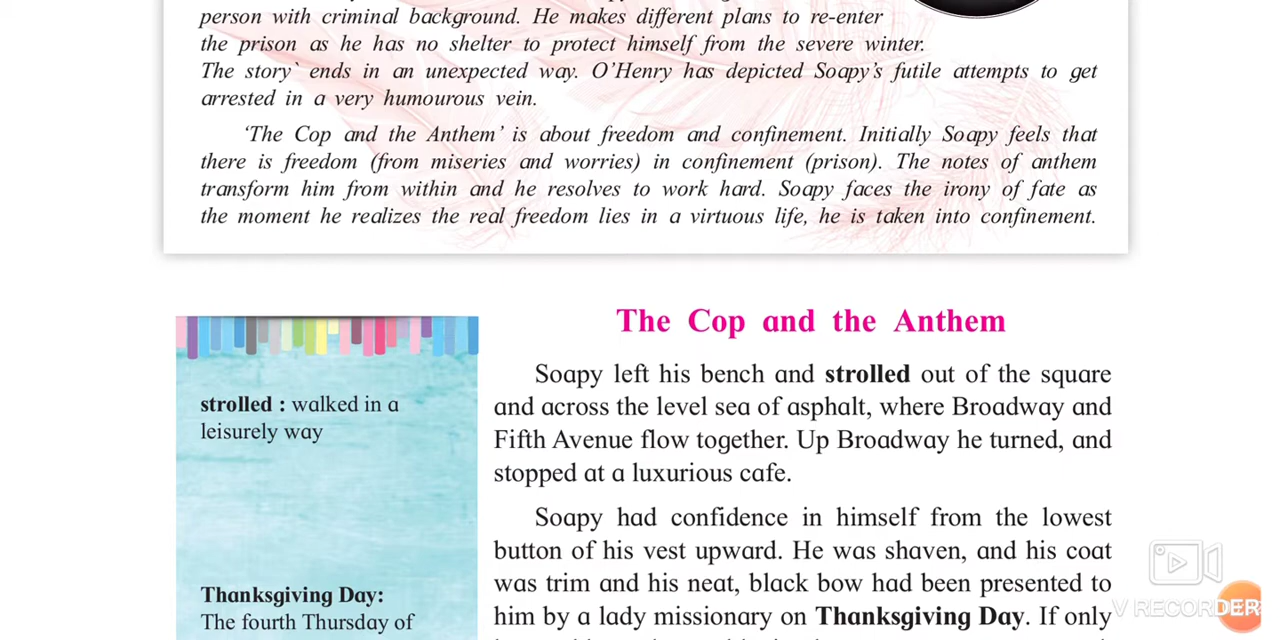 person with criminal background. He makes different plans to re-enter
the prison as he has no shelter to protect himself from the severe winter.
The story` ends in an unexpected way. O'Henry has depicted Soapy's futile attempts to get
arrested in a very humourous vein.
'The Cop and the Anthem' is about freedom and confinement. Initially Soapy feels that
there is freedom (from miseries and worries) in confinement (prison). The notes of anthem
transform him from within and he resolves to work hard. Soapy faces the irony of fate as
the moment he realizes the real freedom lies in a virtuous life, he is taken into confinement.
The Cop and the Anthem
strolled : walked in a
leisurely way
Thanksgiving Day:
The fourth Thursday of
Soapy left his bench and strolled out of the square
and across the level sea of asphalt, where Broadway and
Fifth Avenue flow together. Up Broadway he turned, and
stopped at a luxurious cafe.
Soapy had confidence in himself from the lowest
button of his vest upward. He was shaven, and his coat
was trim and his neat, black bow had been presented to
him by a lady missionary on Thanksgiving Day. If only
V RECORDER